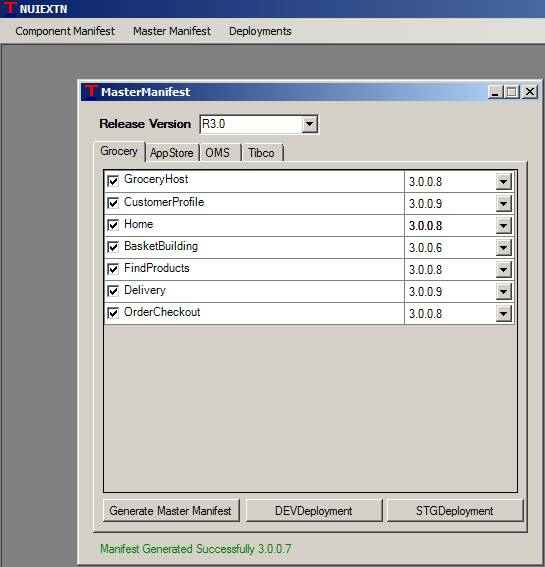 NUIEXTN
Component Manifest Master Manifest Deployments
MasterManifest
Release Version R3.0
Grocery AppStore OMS Tibco
GroceryHost 3.0.0.8
CustomerProfile 3.0.0.9
Home 3.0.0.8
BasketBuilding 3.0.0.6
FindProducts 3.0.0.8
Delivery 3.0.0.9
OrderCheckout 3.0.0.8
Generate Master Manifest DEVDeployment STGDeployment
Manifest Generated Successfully 3.0.0.7